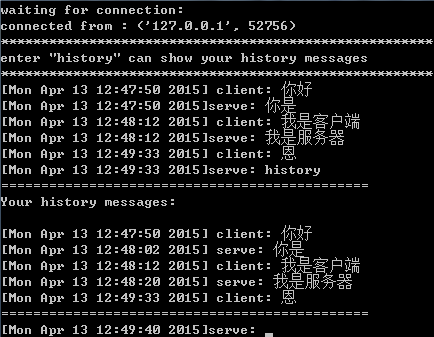 waiting for connection:
connected from : ('127.0.0.1', 52756)
******************************************************
enter "history" can show your history messages
******************************************************
[Mon Apr 13 12:47:50 2015] client: 你好
[Mon Apr 13 12:47:50 2015]serve: 你是
[Mon Apr 13 12:48:12 2015] client: 我是客户端
[Mon Apr 13 12:48:12 2015]serve: 我是服务器
[Mon Apr 13 12:49:33 2015] client: 恩
[Mon Apr 13 12:49:33 2015]serve: history
==============================================
Your history messages:
[Mon Apr 13 12:47:50 2015] client: 你好
[Mon Apr 13 12:48:02 2015] serve: 你是
[Mon Apr 13 12:48:12 2015] client: 我是客户端
[Mon Apr 13 12:48:20 2015] serve: 我是服务器
[Mon Apr 13 12:49:33 2015] client: 恩
==============================================
[Mon Apr 13 12:49:40 2015]serve: _